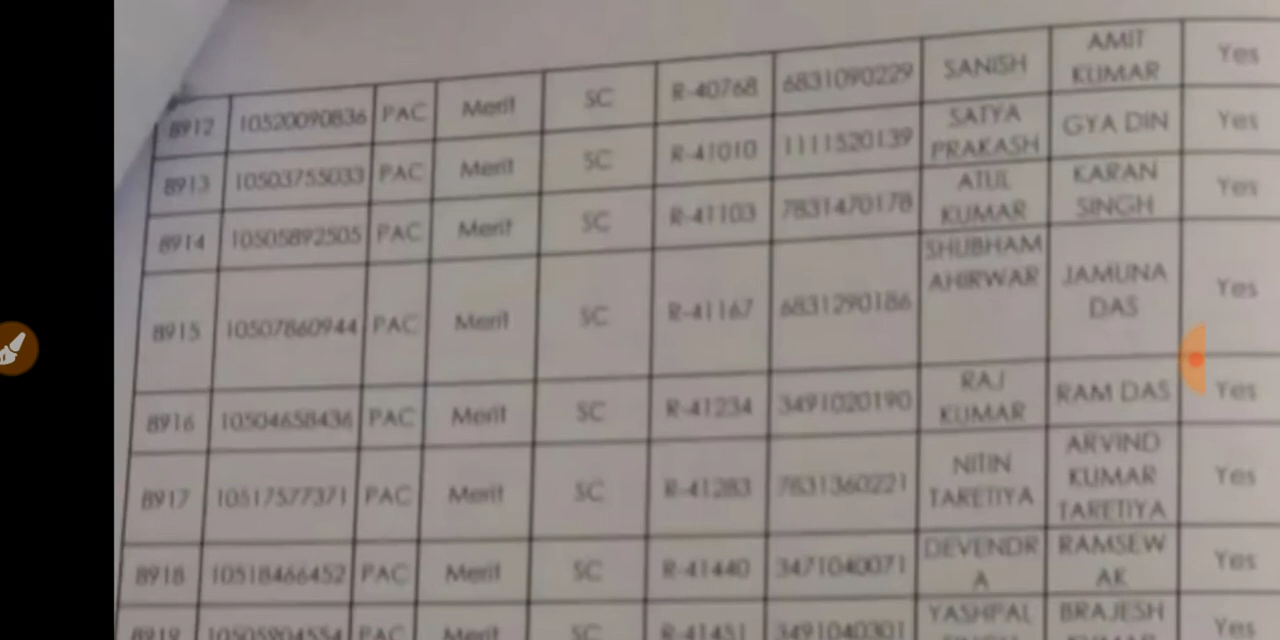 8912 10520090836 PAC Merit SC R-40768 6831090229 SANISH AMIT KUMAR Yes
8913 10503755033 PAC Merit SC R-41010 1111520139 SATYA PRAKASH GYA DIN Yes
8914 10505892505 PAC Merit SC R-41103 7831470178 ATUL KUMAR KARAN SINGH Yes
8915 10507860944 PAC Merit SC R-41167 6831290186 SHUBHAM AHIRWAR JAMUNA DAS Yes
8916 10504658436 PAC Merit SC R-41234 3491020190 RAJ KUMAR RAM DAS Yes
8917 10517577371 PAC Merit SC R-41283 7831360221 NITIN TARETIYA ARVIND KUMAR TARETIYA Yes
8918 10518466452 PAC Merit SC R-41440 3471040071 DEVENDR A RAMSEW AK Yes
8919 10505904554 PAC Merit SC R-41451 3491040301 YASHPAL BRAJESH Yes